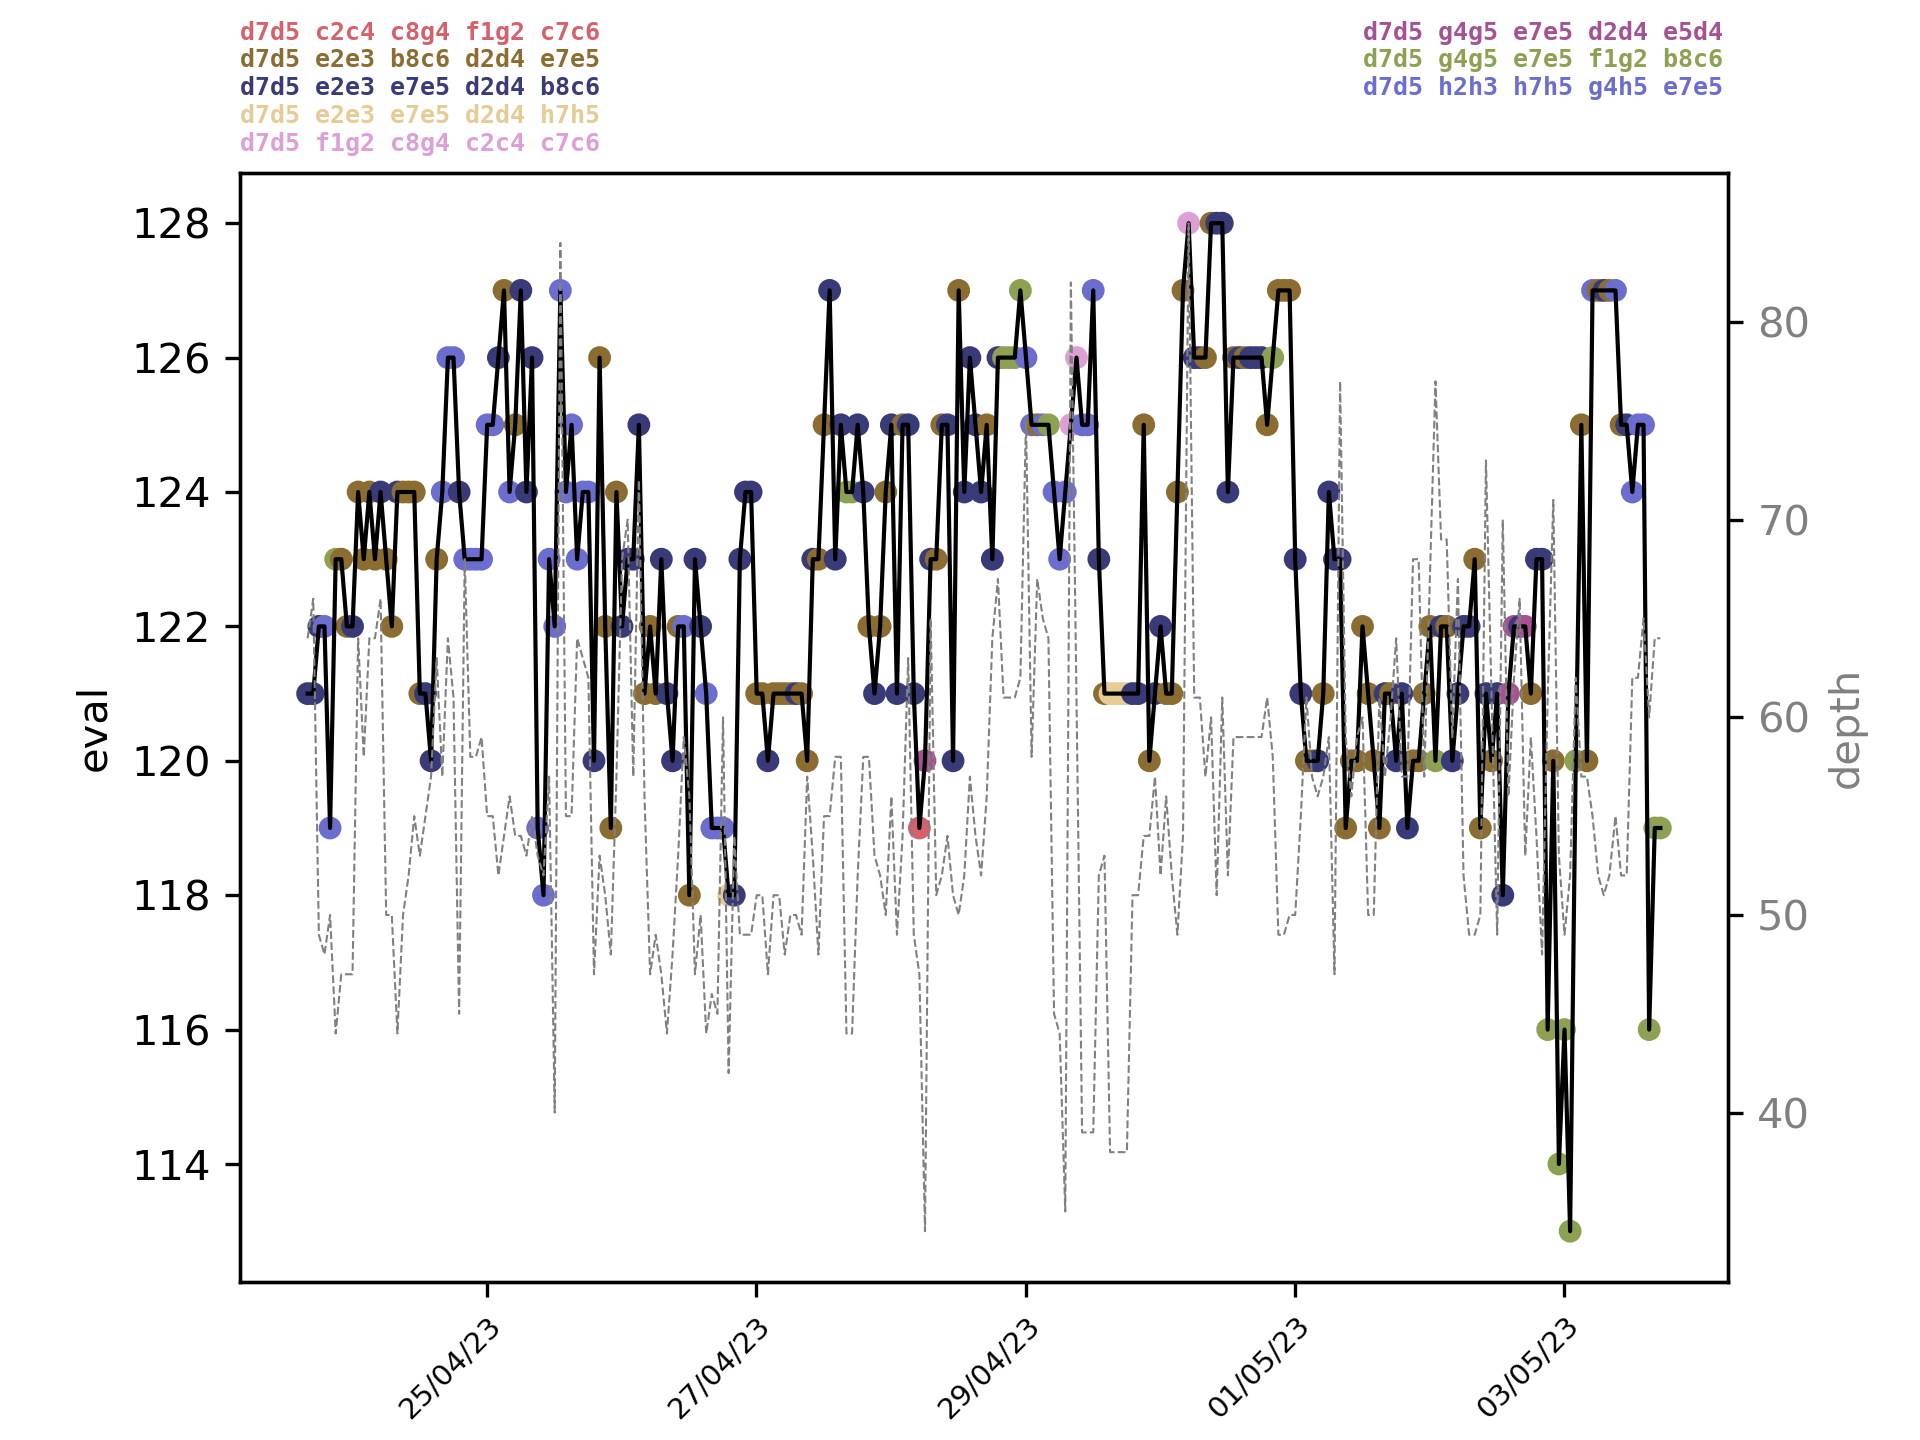 d7d5 c2c4 c8g4 f1g2 c7c6
d7d5 e2e3 b8c6 d2d4 e7e5
d7d5 e2e3 e7e5 d2d4 b8c6
d7d5 e2e3 e7e5 d2d4 h7h5
d7d5 f1g2 c8g4 c2c4 c7c6
d7d5 g4g5 e7e5 d2d4 e5d4
d7d5 g4g5 e7e5 f1g2 b8c6
d7d5 h2h3 h7h5 g4h5 e7e5
128
126
124
122
120
118
116
114
eval
80
70
60
50
40
depth
25/04/23
27/04/23
29/04/23
01/05/23
03/05/23